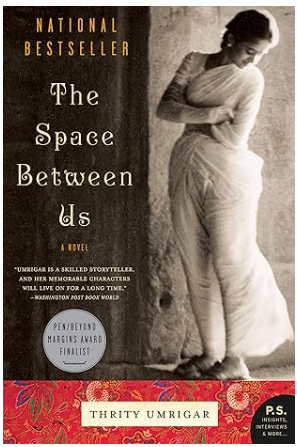 NATIONAL
BESTSELLER
The
Space
Between
Us
A NOVEL
"UMRIGAR IS A SKILLED STORYTELLER,
AND HER MEMORABLE CHARACTERS
WILL LIVE ON FOR A LONG TIME."
—WASHINGTON POST BOOK WORLD
PEN/BEYOND
MARGINS AWARD
FINALIST
THRITY UMRIGAR
P.S.
INSIGHTS,
INTERVIEWS
& MORE...